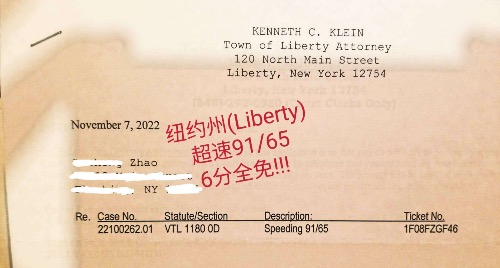 KENNETH C. KLEIN
Town of Liberty Attorney
120 North Main Street
Liberty, New York 12754
November 7, 2022
纽约州(Liberty)
超速91/65
6分全免!!!
Zhao
NY
Re. Case No. Statute/Section Description: Ticket No.
22100262.01 VTL 1180 0D Speeding 91/65 1F08FZGF46